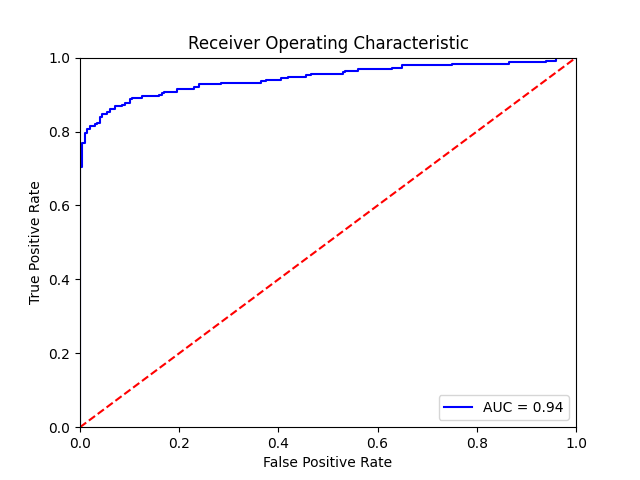 Receiver Operating Characteristic
1.0
0.8
0.6
0.4
0.2
0.0
True Positive Rate
AUC = 0.94
0.0 0.2 0.4 0.6 0.8 1.0
False Positive Rate